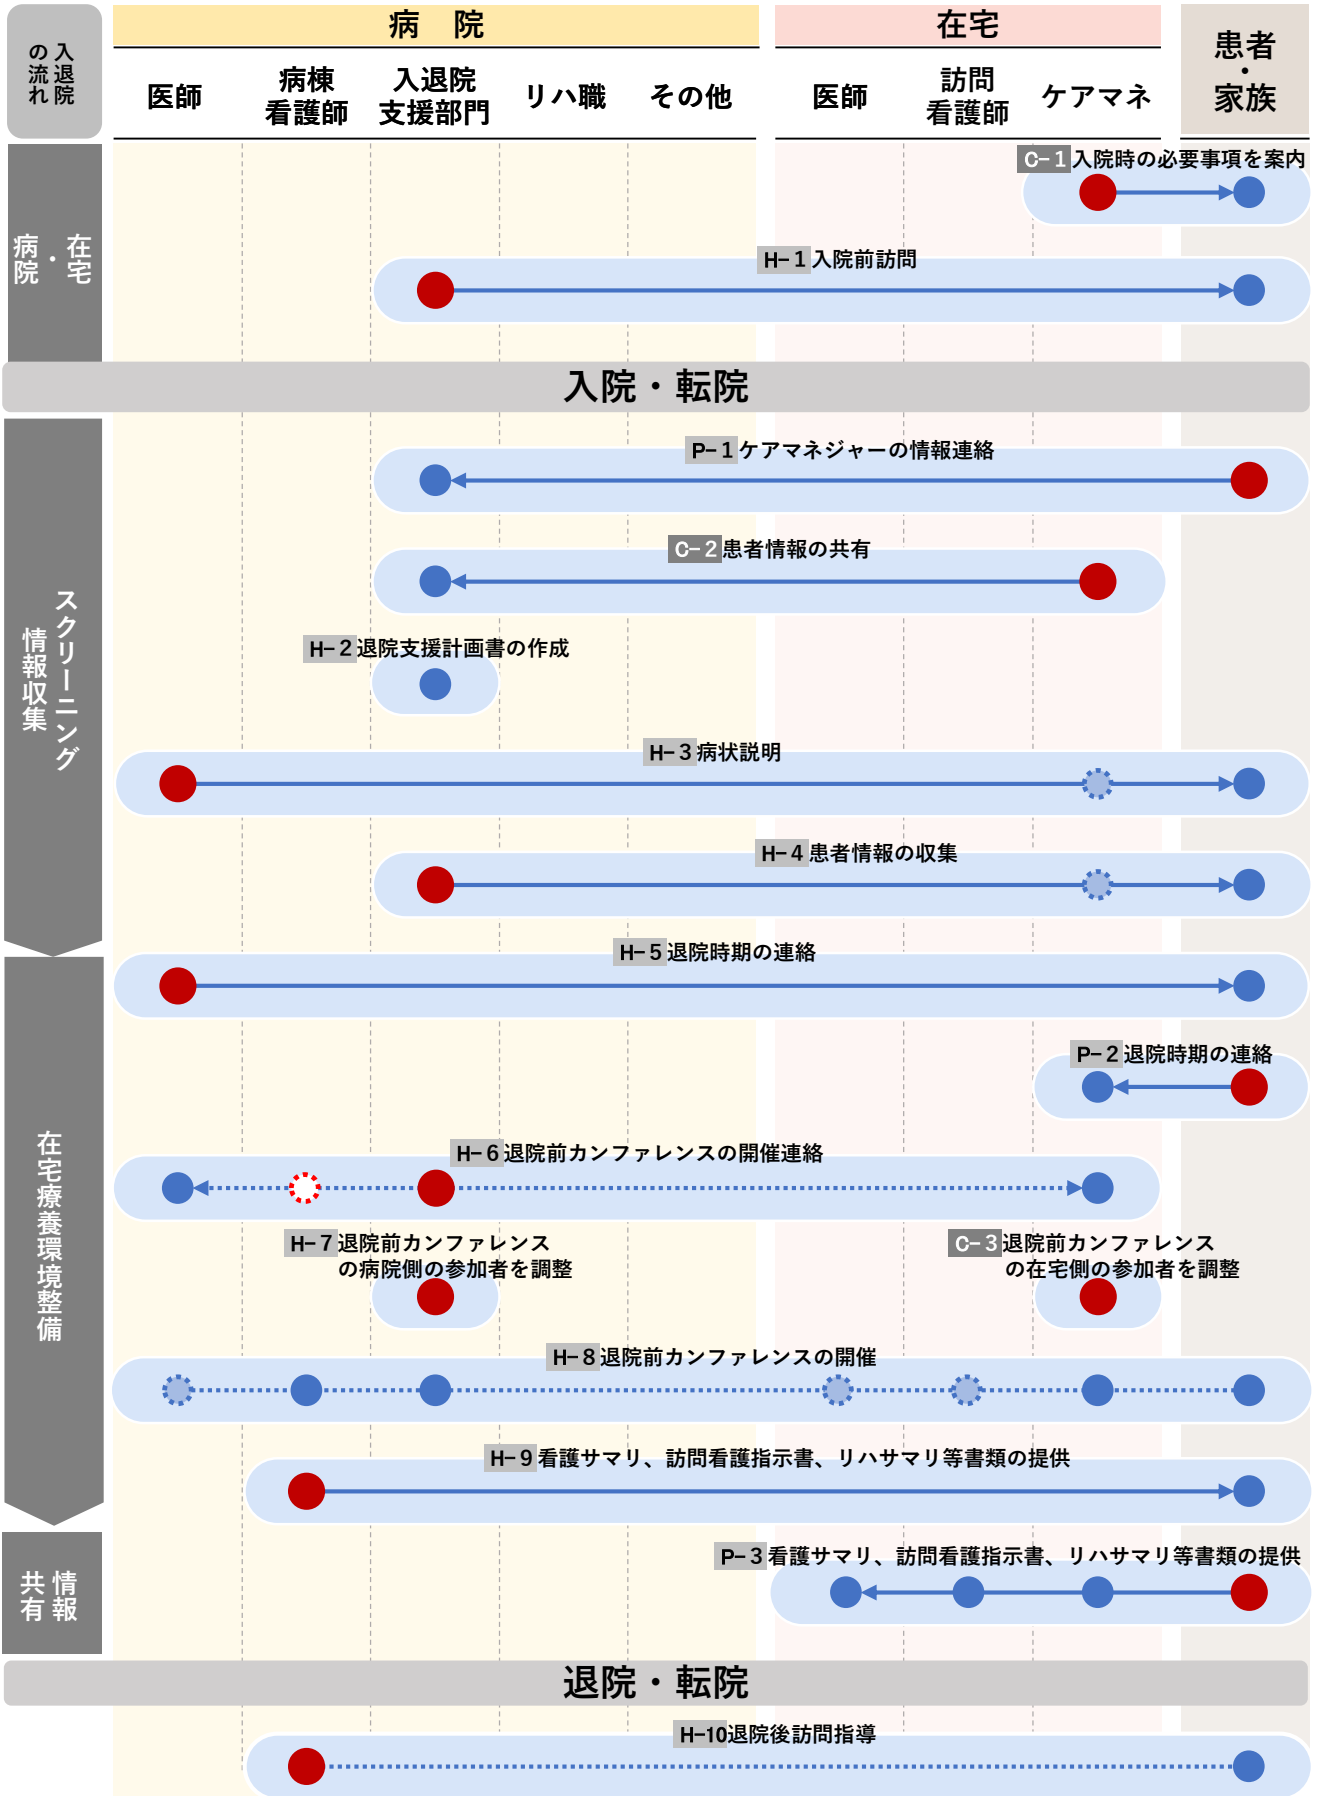 入退院
の流れ
病　院
在宅
患者
・
家族
医師
病棟
看護師
入退院
支援部門
リハ職
その他
医師
訪問
看護師
ケアマネ
在宅
・
病院
C-1 入院時の必要事項を案内
H-1 入院前訪問
入院・転院
スクリーニング
情報収集
P-1 ケアマネジャーの情報連絡
C-2 患者情報の共有
H-2 退院支援計画書の作成
H-3 病状説明
H-4 患者情報の収集
在宅療養環境整備
H-5 退院時期の連絡
P-2 退院時期の連絡
H-6 退院前カンファレンスの開催連絡
H-7 退院前カンファレンス
の病院側の参加者を調整
C-3 退院前カンファレンス
の在宅側の参加者を調整
H-8 退院前カンファレンスの開催
H-9 看護サマリ、訪問看護指示書、リハサマリ等書類の提供
情報
共有
P-3 看護サマリ、訪問看護指示書、リハサマリ等書類の提供
退院・転院
H-10 退院後訪問指導